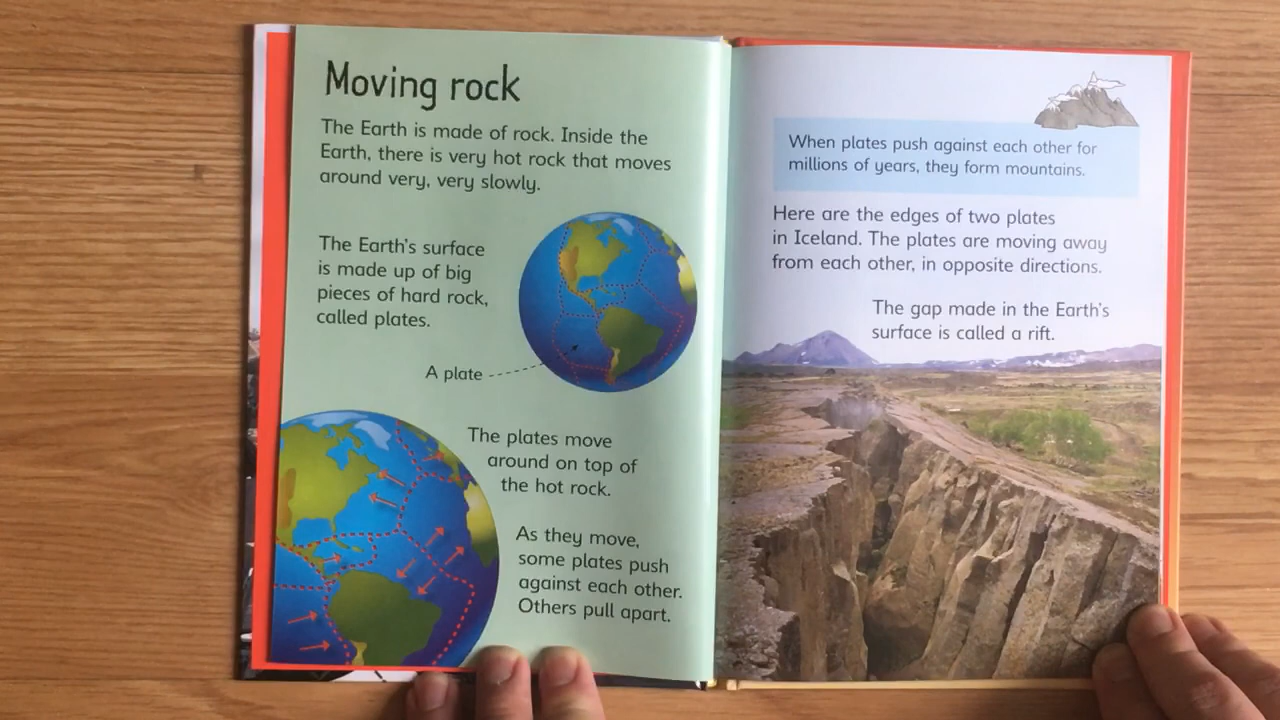 Moving rock
The Earth is made of rock. Inside the
Earth, there is very hot rock that moves
around very, very slowly.
The Earth's surface
is made up of big
pieces of hard rock,
called plates.
A plate
The plates move
around on top of
the hot rock.
As they move,
some plates push
against each other.
Others pull apart.
When plates push against each other for
millions of years, they form mountains.
Here are the edges of two plates
in Iceland. The plates are moving away
from each other, in opposite directions.
The gap made in the Earth's
surface is called a rift.